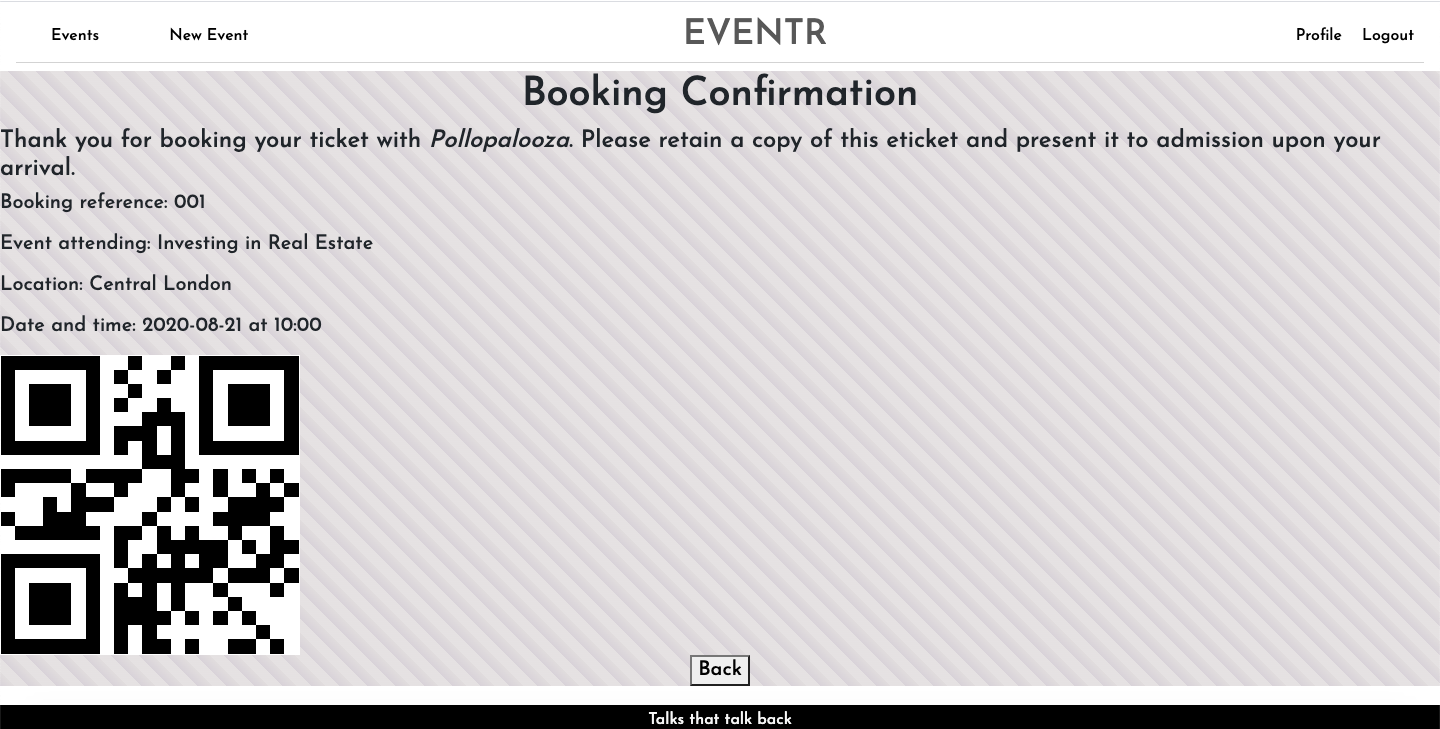 Events New Event EVENTR Profile Logout
Booking Confirmation
Thank you for booking your ticket with Pollopalooza. Please retain a copy of this eticket and present it to admission upon your
arrival.
Booking reference: 001
Event attending: Investing in Real Estate
Location: Central London
Date and time: 2020-08-21 at 10:00
Back
Talks that talk back